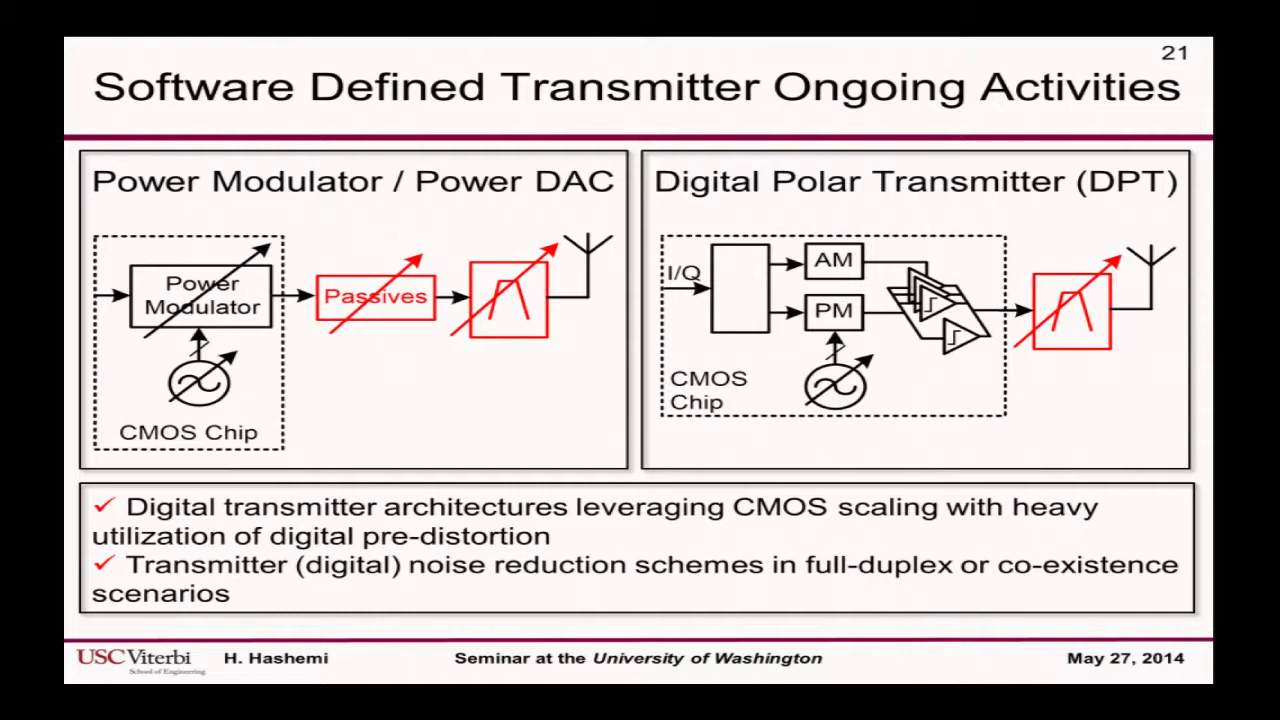 21
Software Defined Transmitter Ongoing Activities
Power Modulator / Power DAC
Power
Modulator
Passives
CMOS Chip
Digital Polar Transmitter (DPT)
I/Q
AM
PM
CMOS
Chip
✓ Digital transmitter architectures leveraging CMOS scaling with heavy
utilization of digital pre-distortion
✓ Transmitter (digital) noise reduction schemes in full-duplex or co-existence
scenarios
USC Viterbi
School of Engineering
H. Hashemi
Seminar at the University of Washington
May 27, 2014